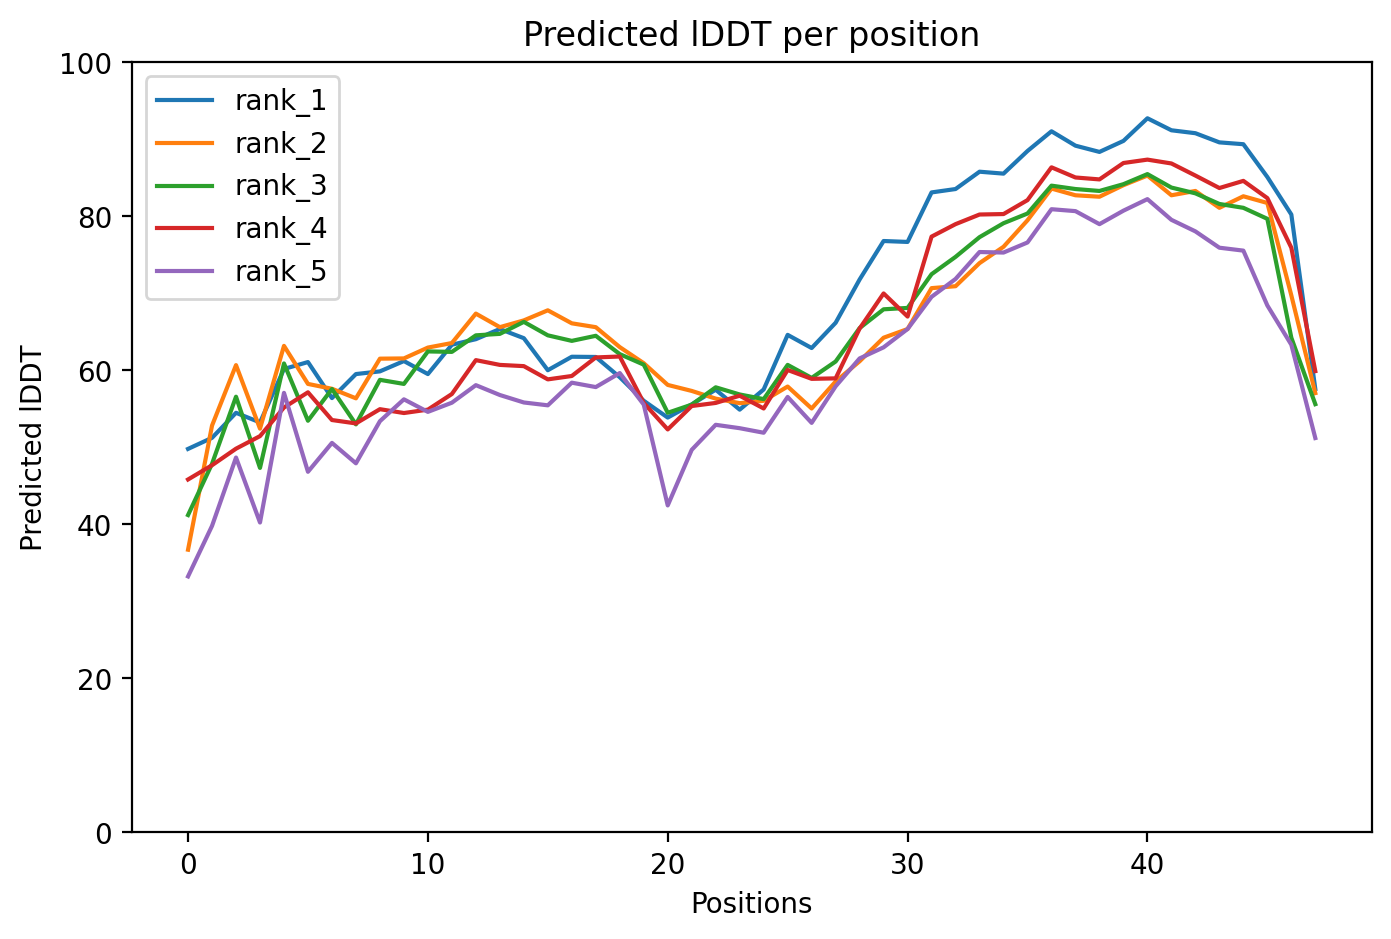 Predicted lDDT per position
100
80
60
40
20
0
Predicted lDDT
rank_1
rank_2
rank_3
rank_4
rank_5
0 10 20 30 40
Positions